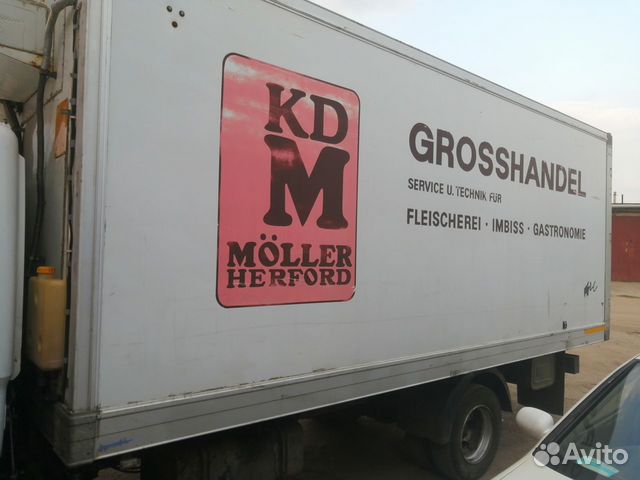 KD
M
MÖLLER
HERFORD
GROSSHANDEL
SERVICE U. TECHNIK FÜR
FLEISCHEREI · IMBISS · GASTRONOMIE
Avito